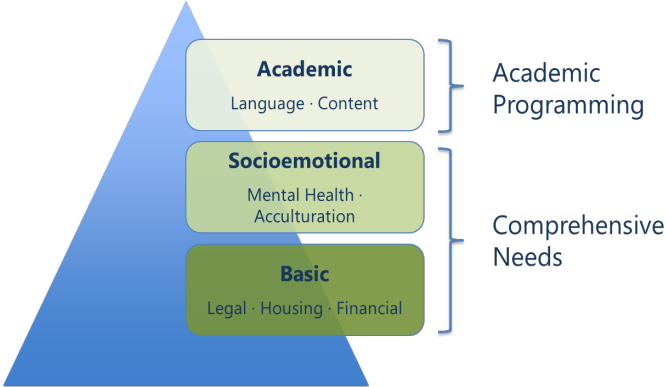 Academic
Language · Content
Academic
Programming
Socioemotional
Mental Health ·
Acculturation
Basic
Legal · Housing · Financial
Comprehensive
Needs